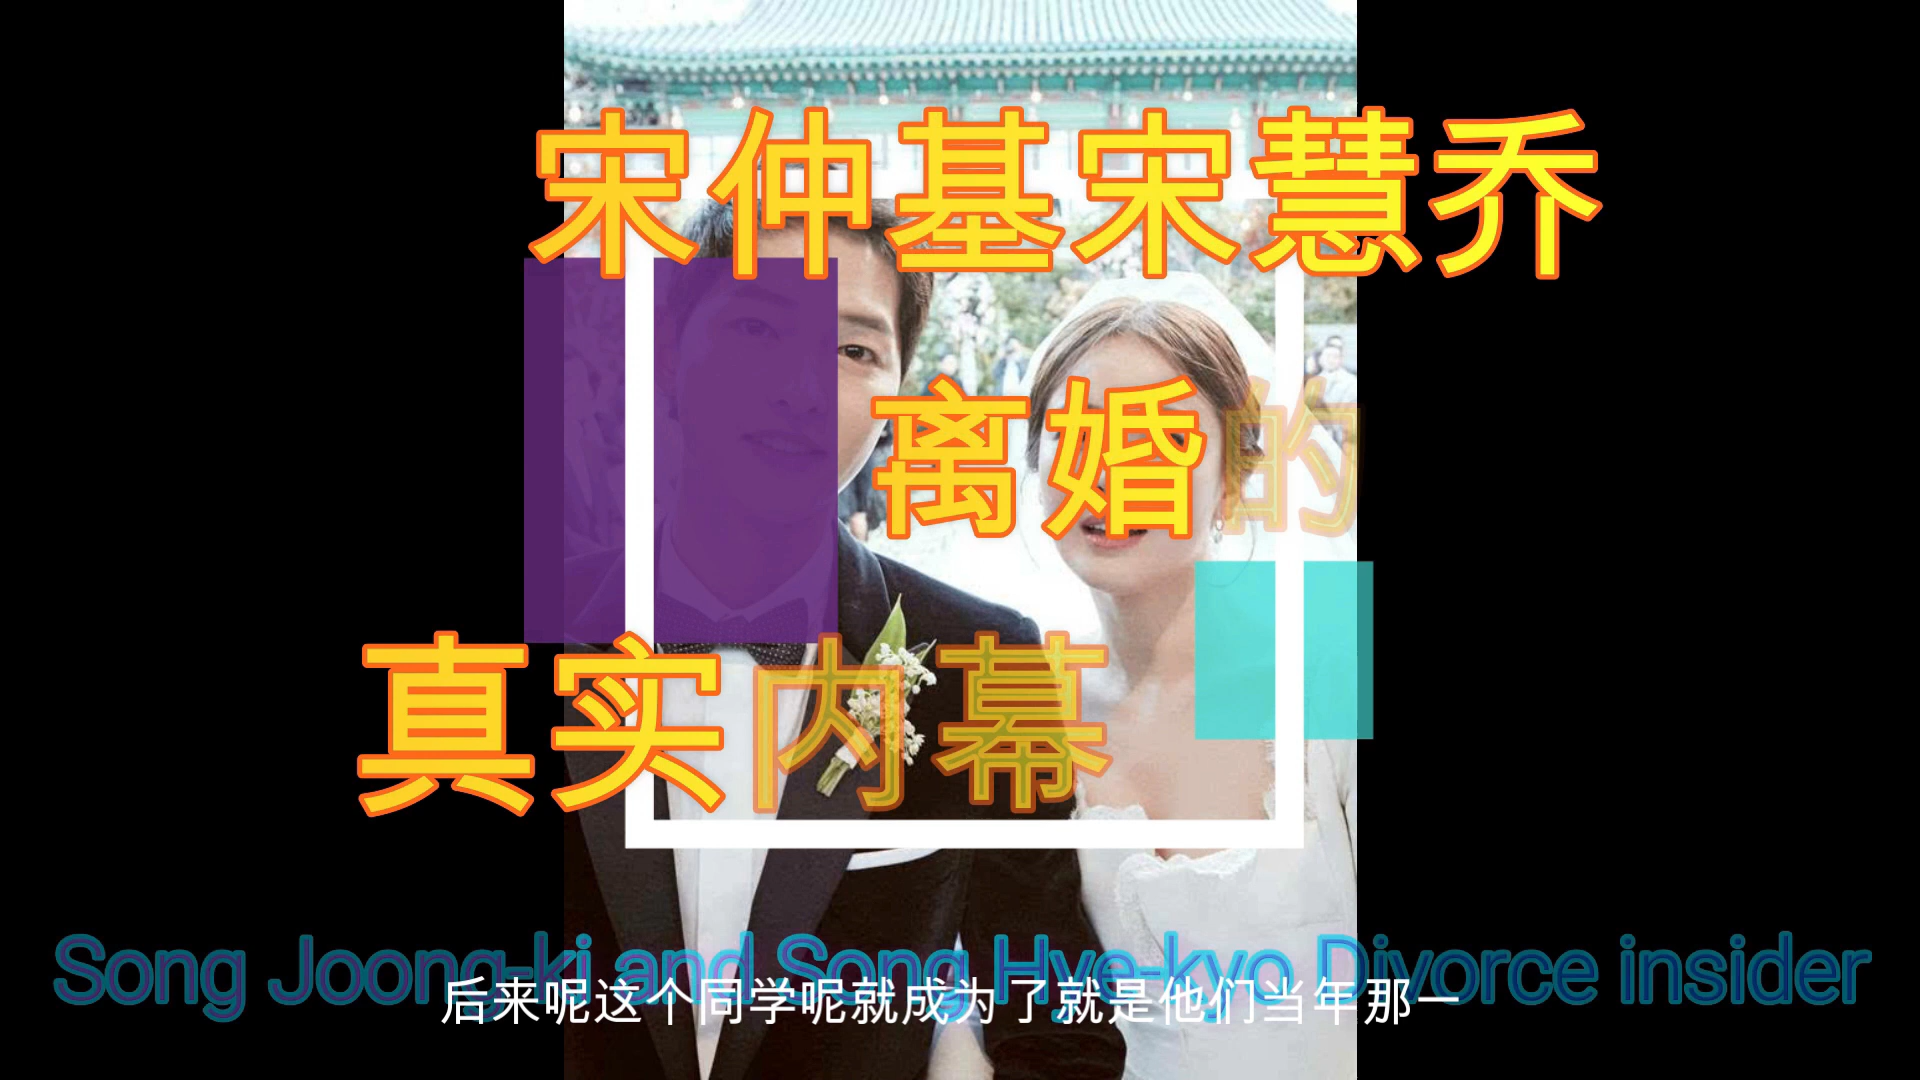 宋仲基宋慧乔
离婚的
真实内幕
Song Joong-ki and Song Hye-kyo Divorce insider
后来呢这个同学呢就成为了就是他们当年那一